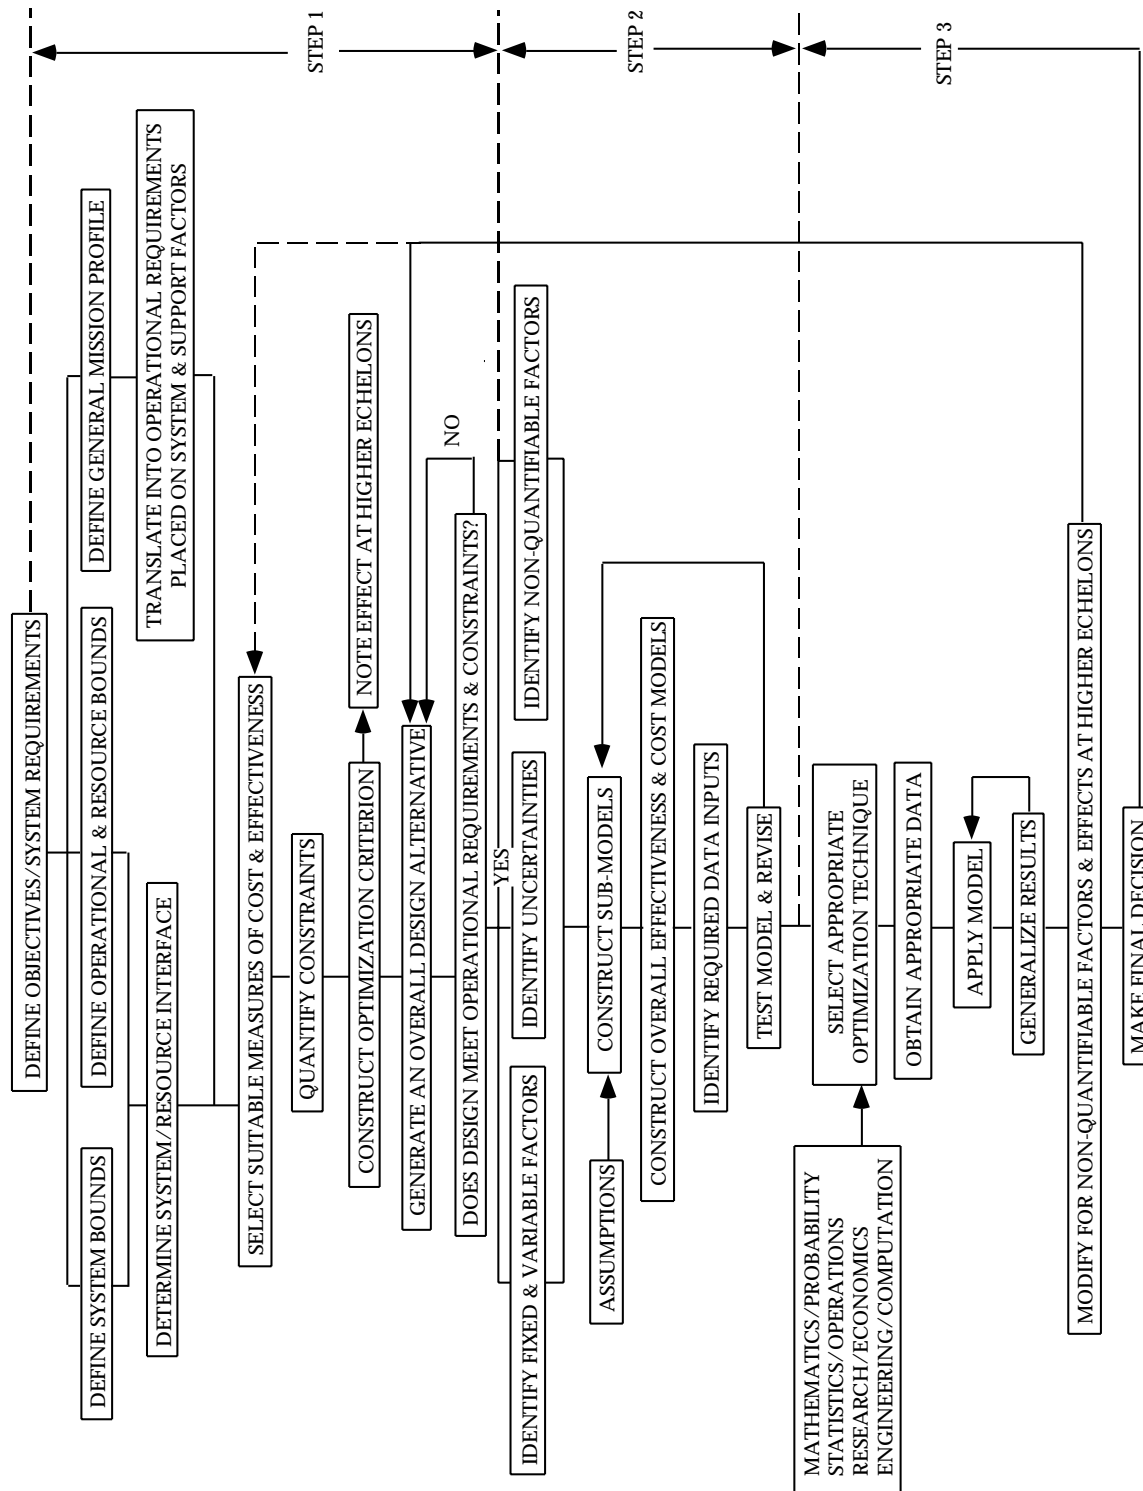 DEFINE OBJECTIVES/SYSTEM REQUIREMENTS
STEP 1
DEFINE SYSTEM BOUNDS
DEFINE OPERATIONAL & RESOURCE BOUNDS
DEFINE GENERAL MISSION PROFILE
DETERMINE SYSTEM/RESOURCE INTERFACE
TRANSLATE INTO OPERATIONAL REQUIREMENTS
PLACED ON SYSTEM & SUPPORT FACTORS
SELECT SUITABLE MEASURES OF COST & EFFECTIVENESS
QUANTIFY CONSTRAINTS
CONSTRUCT OPTIMIZATION CRITERION
NOTE EFFECT AT HIGHER ECHELONS
GENERATE AN OVERALL DESIGN ALTERNATIVE
NO
DOES DESIGN MEET OPERATIONAL REQUIREMENTS & CONSTRAINTS?
YES
STEP 2
IDENTIFY FIXED & VARIABLE FACTORS
IDENTIFY UNCERTAINTIES
IDENTIFY NON-QUANTIFIABLE FACTORS
ASSUMPTIONS
CONSTRUCT SUB-MODELS
CONSTRUCT OVERALL EFFECTIVENESS & COST MODELS
IDENTIFY REQUIRED DATA INPUTS
TEST MODEL & REVISE
STEP 3
MATHEMATICS/PROBABILITY
STATISTICS/OPERATIONS
RESEARCH/ECONOMICS
ENGINEERING/COMPUTATION
SELECT APPROPRIATE
OPTIMIZATION TECHNIQUE
OBTAIN APPROPRIATE DATA
APPLY MODEL
GENERALIZE RESULTS
MODIFY FOR NON-QUANTIFIABLE FACTORS & EFFECTS AT HIGHER ECHELONS
MAKE FINAL DECISION